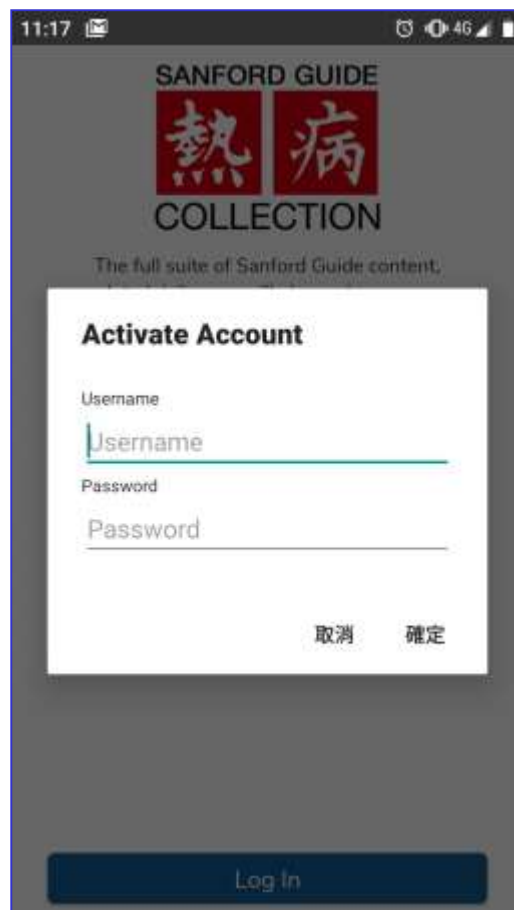 11:17
4G
SANFORD GUIDE
熱病
COLLECTION
The full suite of Sanford Guide content,
Activate Account
Username
Username
Password
Password
取消 確定
Log In